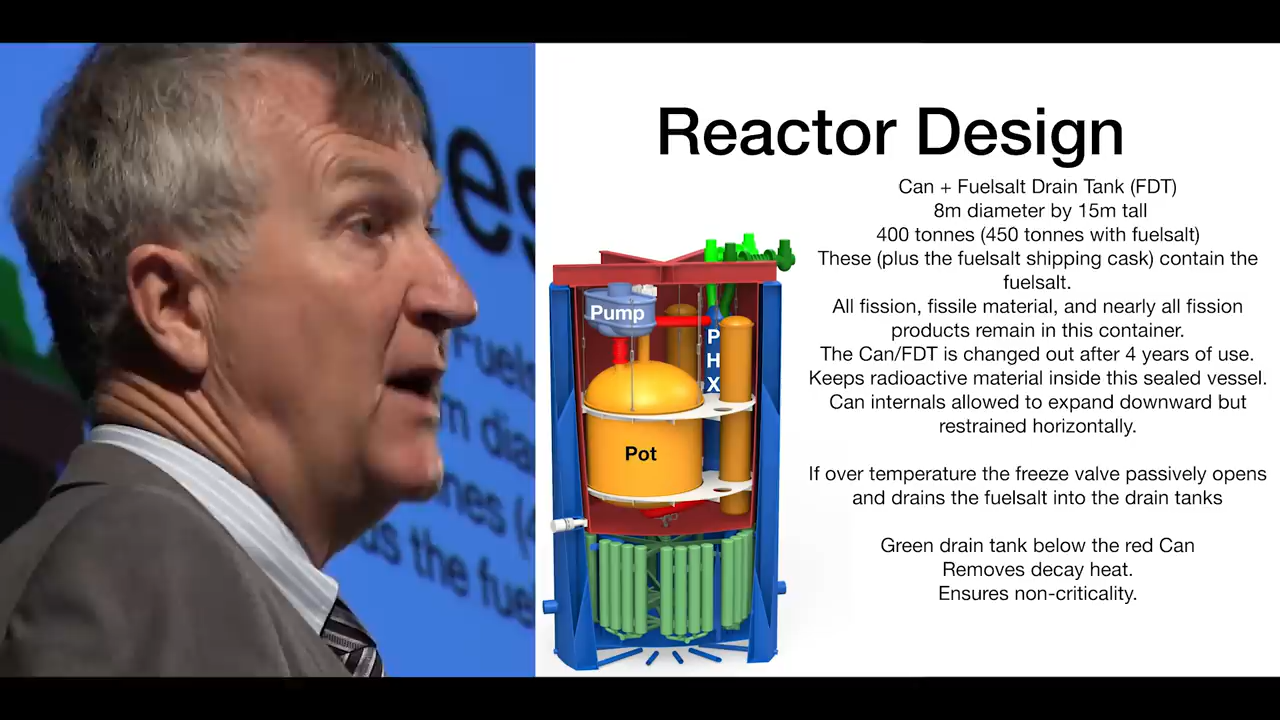 Reactor Design
Can + Fuelsalt Drain Tank (FDT)
8m diameter by 15m tall
400 tonnes (450 tonnes with fuelsalt)
These (plus the fuelsalt shipping cask) contain the
fuelsalt.
All fission, fissile material, and nearly all fission
products remain in this container.
The Can/FDT is changed out after 4 years of use.
Keeps radioactive material inside this sealed vessel.
Can internals allowed to expand downward but
restrained horizontally.
If over temperature the freeze valve passively opens
and drains the fuelsalt into the drain tanks
Green drain tank below the red Can
Removes decay heat.
Ensures non-criticality.
Pump
P
H
X
Pot